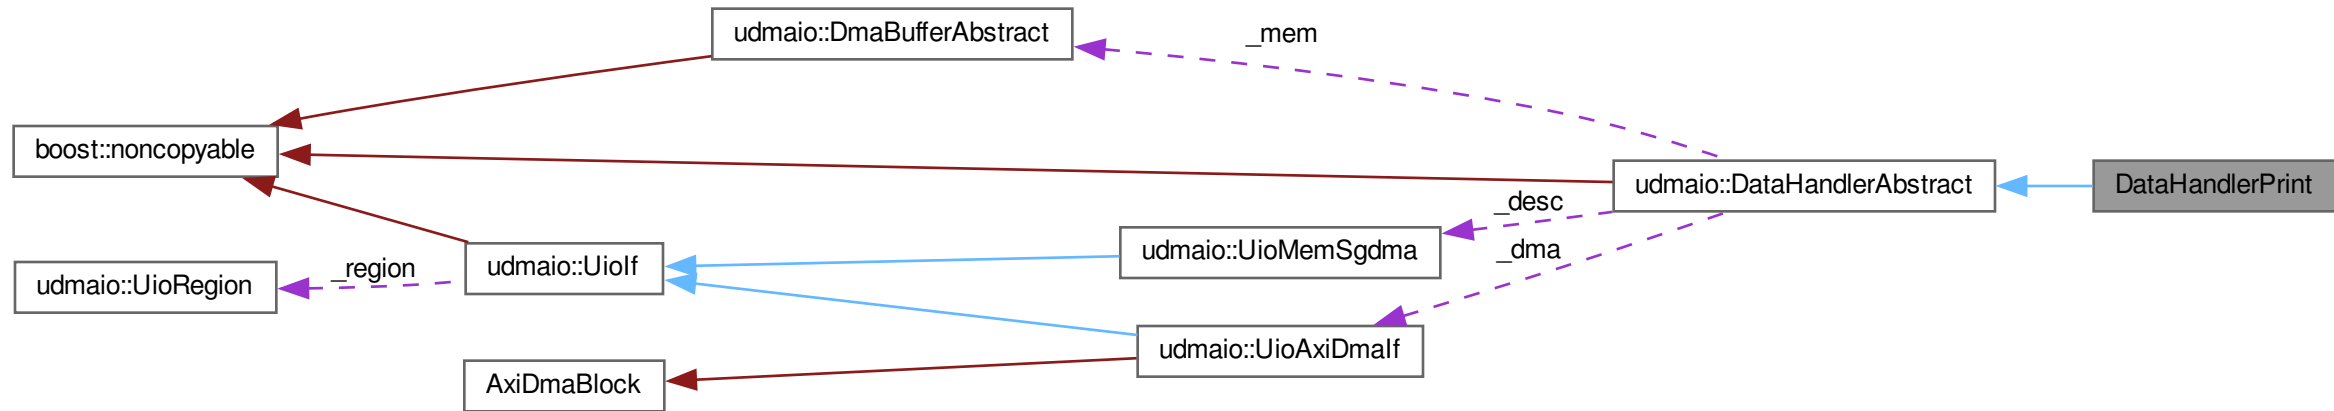 udmaio::DmaBufferAbstract
_mem
boost::noncopyable
udmaio::DataHandlerAbstract
DataHandlerPrint
_desc
udmaio::UioMemSgdma
_dma
udmaio::UioIf
_region
udmaio::UioRegion
udmaio::UioAxiDmaIf
AxiDmaBlock